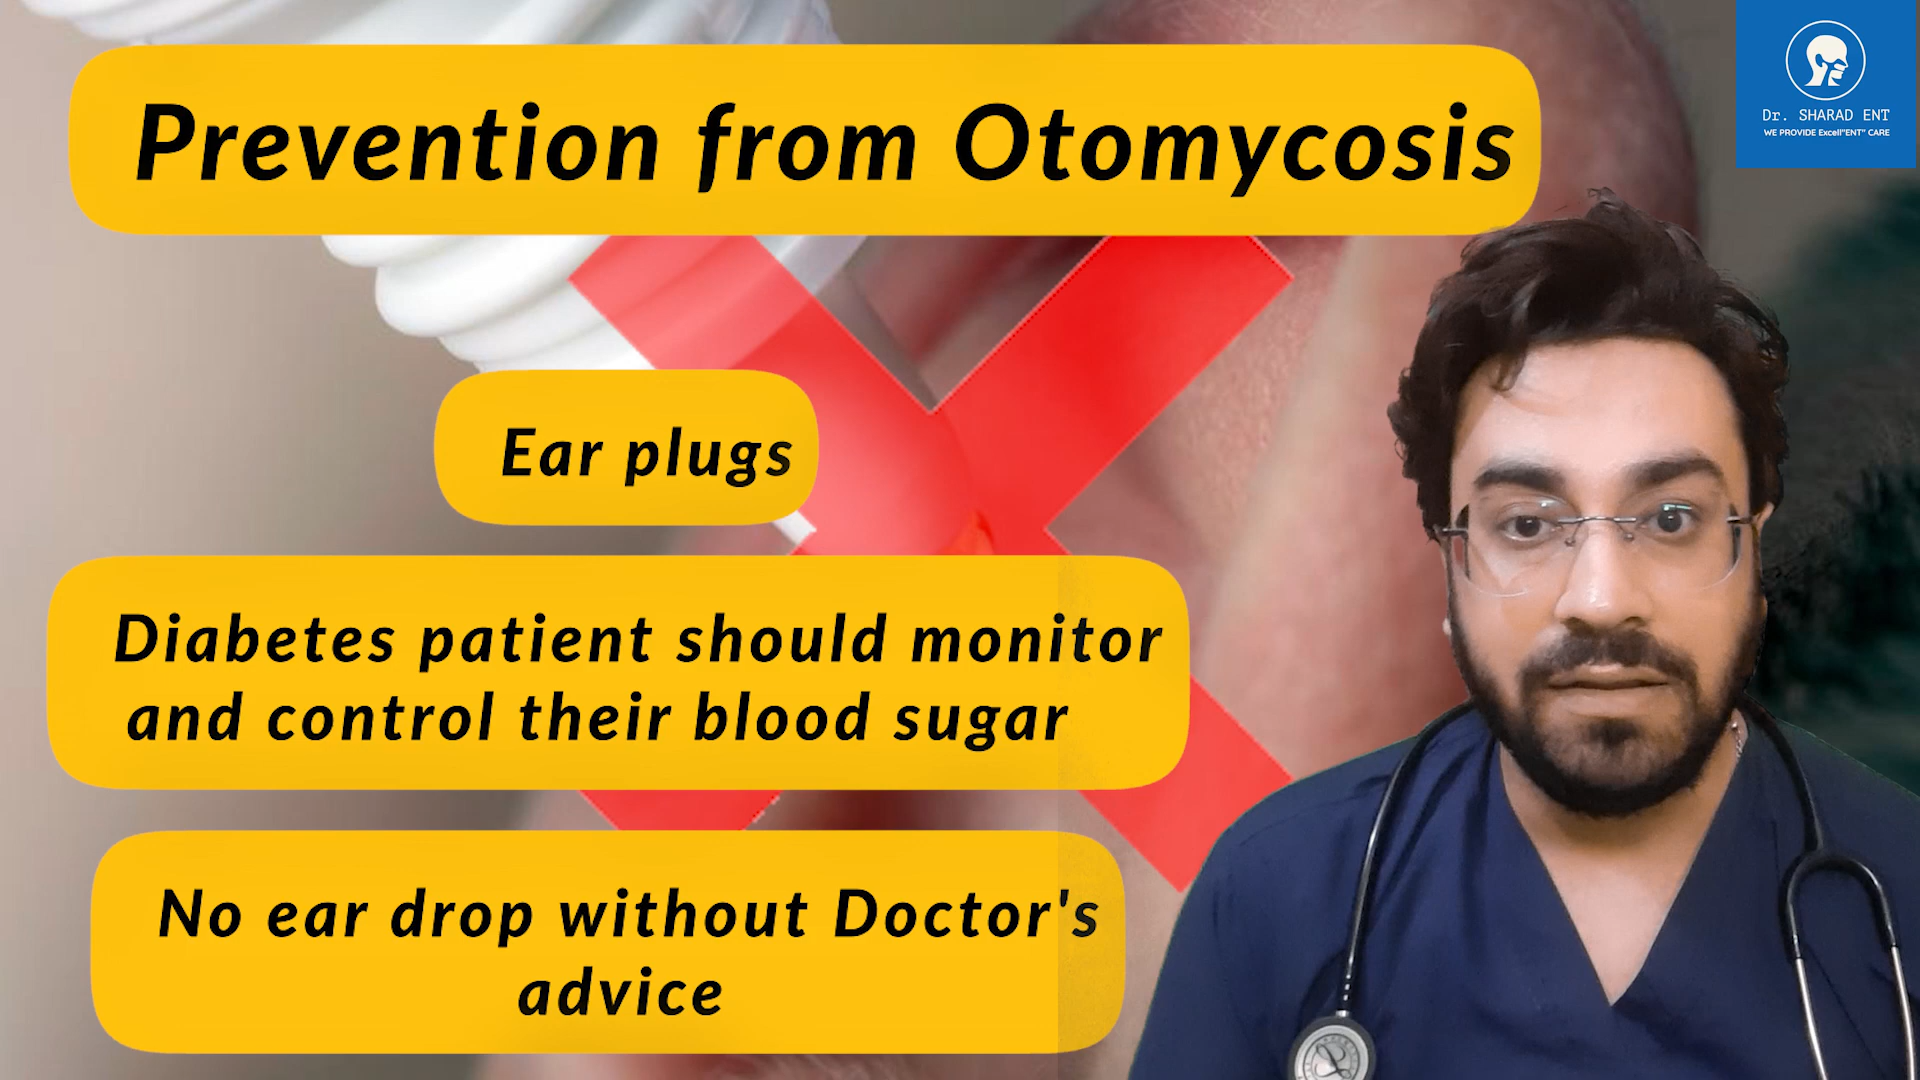 Prevention from Otomycosis
Dr. SHARAD ENT
WE PROVIDE Excell"ENT" CARE
Ear plugs
Diabetes patient should monitor
and control their blood sugar
No ear drop without Doctor's
advice